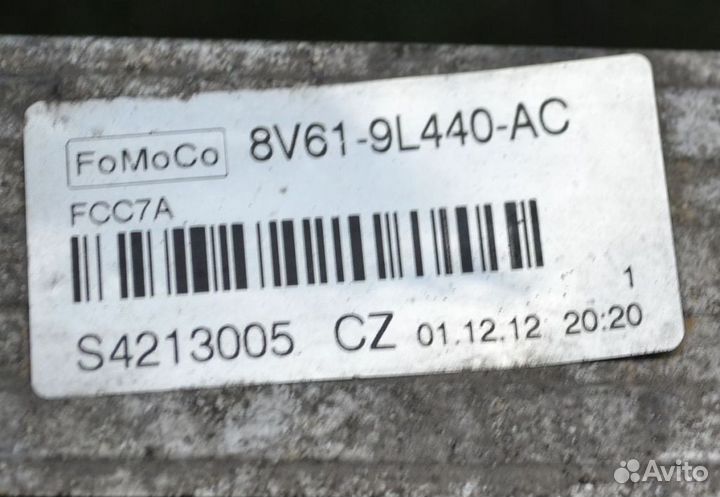 FoMoCo 8V61-9L440-AC
FCC7A
1
S4213005 CZ 01.12.12 20:20
Avito